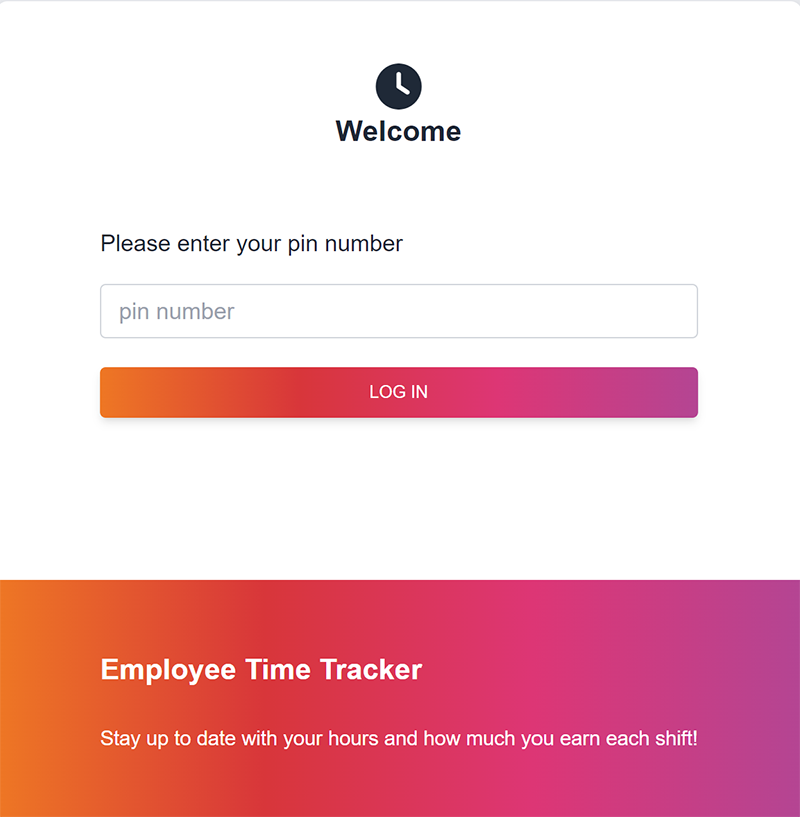 Welcome
Please enter your pin number
pin number
LOG IN
Employee Time Tracker
Stay up to date with your hours and how much you earn each shift!